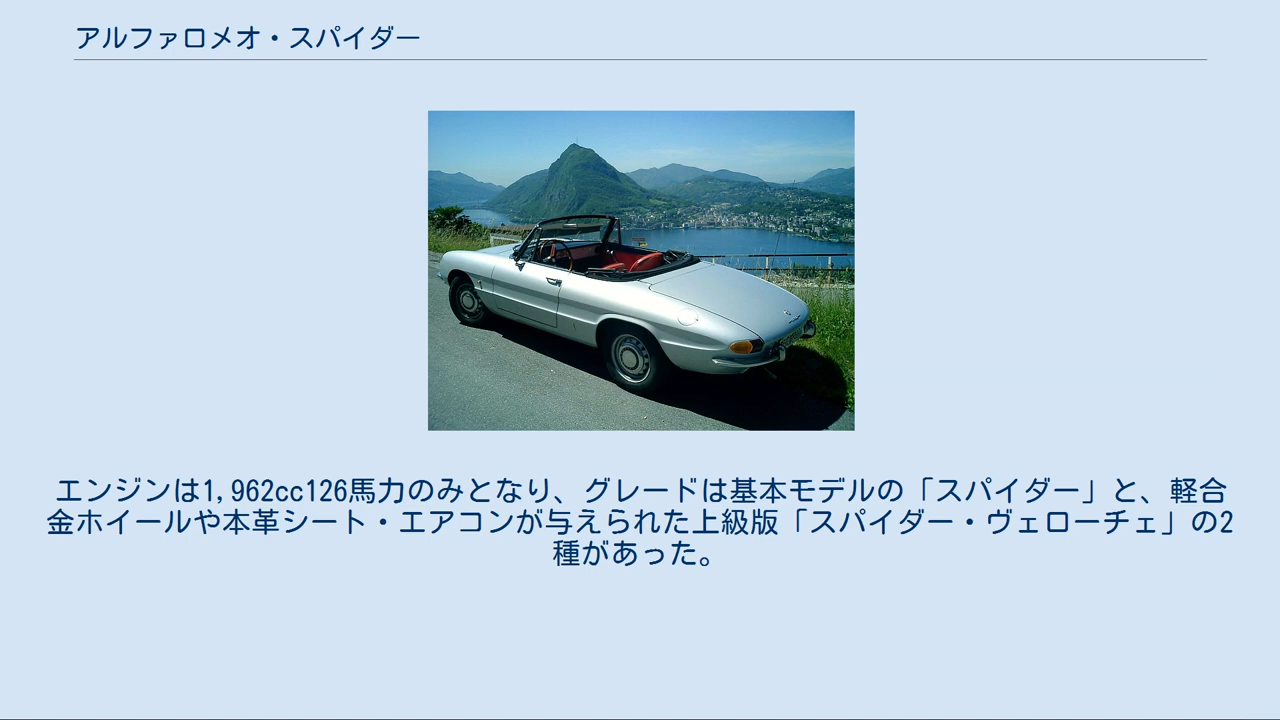 アルファロメオ・スパイダー
エンジンは1,962cc126馬力のみとなり、グレードは基本モデルの「スパイダー」と、軽合
金ホイールや本革シート・エアコンが与えられた上級版「スパイダー・ヴェローチェ」の2
種があった。